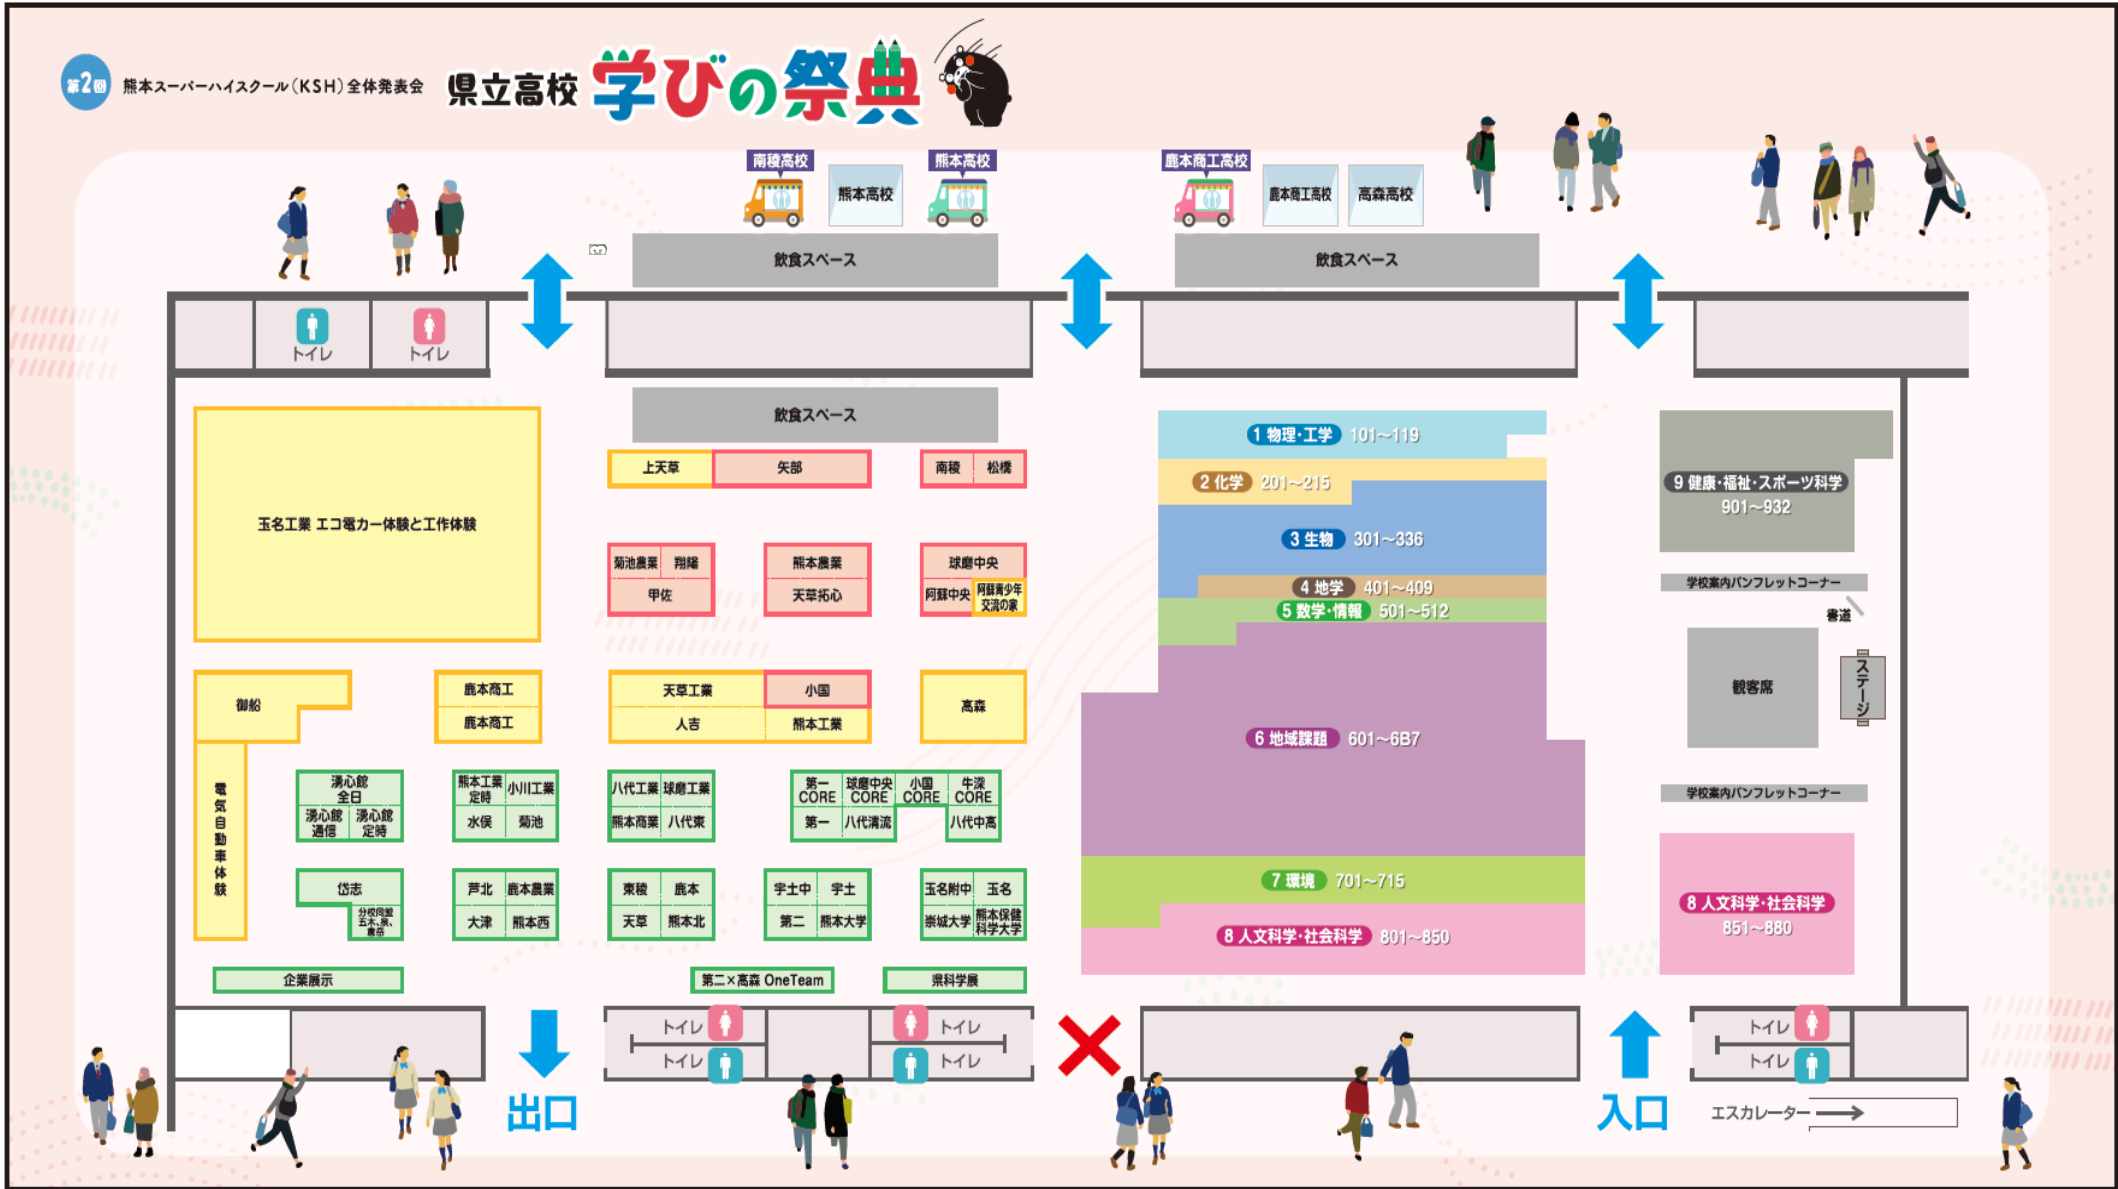 第2回
熊本スーパーハイスクール（KSH）全体発表会
県立高校 学びの祭典
南稜高校
熊本高校
熊本高校
鹿本商工高校
鹿本商工高校
高森高校
飲食スペース
飲食スペース
トイレ
トイレ
飲食スペース
玉名工業 エコ電カー体験と工作体験
上天草
矢部
南稜
松橋
菊池農業
翔陽
甲佐
熊本農業
天草拓心
球磨中央
阿蘇中央
阿蘇青少年
交流の家
御船
鹿本商工
鹿本商工
天草工業
小国
人吉
熊本工業
高森
電気自動車体験
湧心館
全日
湧心館
通信
湧心館
定時
熊本工業
定時
小川工業
水俣
菊池
八代工業
球磨工業
熊本商業
八代東
第一
CORE
球磨中央
CORE
小国
CORE
牛深
CORE
第一
八代清流
八代中高
岱志
芦北
鹿本農業
大津
熊本西
東稜
鹿本
天草
熊本北
宇土中
宇土
第二
熊本大学
玉名附中
玉名
崇城大学
熊本保健
科学大学
企業展示
第二×高森 OneTeam
県科学展
1 物理・工学 101～119
2 化学 201～215
3 生物 301～336
4 地学 401～409
5 数学・情報 501～512
6 地域課題 601～6B7
7 環境 701～715
8 人文科学・社会科学 801～850
9 健康・福祉・スポーツ科学
901～932
学校案内パンフレットコーナー
書道
観客席
ステージ
学校案内パンフレットコーナー
8 人文科学・社会科学
851～880
トイレ
トイレ
トイレ
トイレ
トイレ
トイレ
出口
入口
エスカレーター